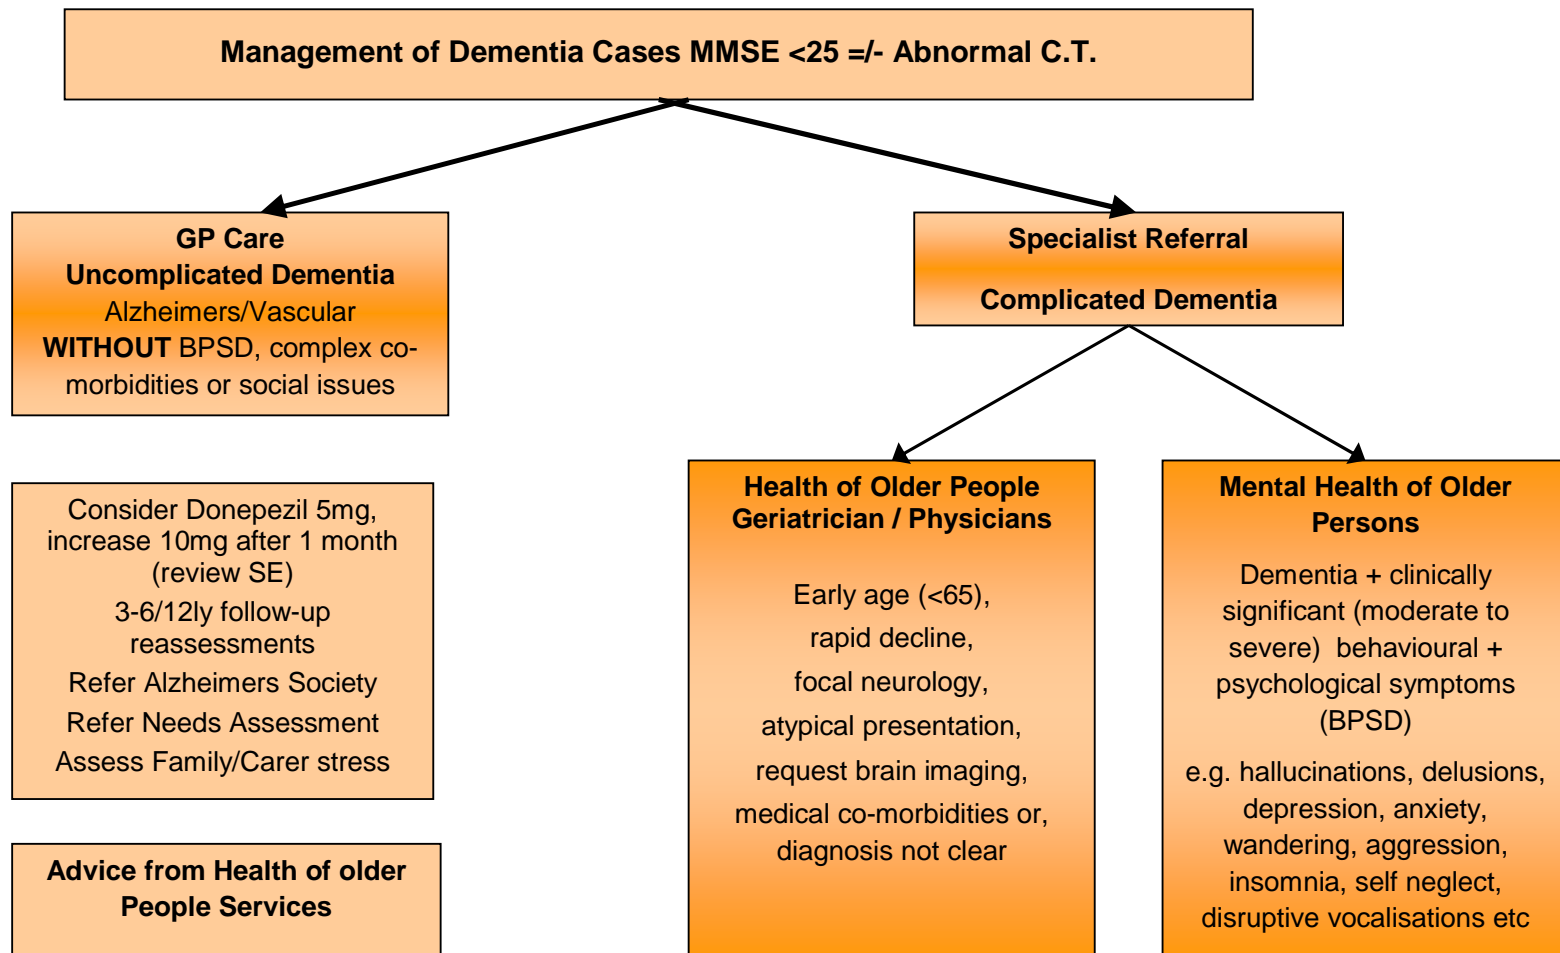 Management of Dementia Cases MMSE <25 =/- Abnormal C.T.
GP Care
Uncomplicated Dementia
Alzheimers/Vascular
WITHOUT BPSD, complex co-
morbidities or social issues
Specialist Referral
Complicated Dementia
Consider Donepezil 5mg,
increase 10mg after 1 month
(review SE)
3-6/12ly follow-up
reassessments
Refer Alzheimers Society
Refer Needs Assessment
Assess Family/Carer stress
Advice from Health of older
People Services
Health of Older People
Geriatrician / Physicians
Early age (<65),
rapid decline,
focal neurology,
atypical presentation,
request brain imaging,
medical co-morbidities or,
diagnosis not clear
Mental Health of Older
Persons
Dementia + clinically
significant (moderate to
severe)  behavioural +
psychological symptoms
(BPSD)
e.g. hallucinations, delusions,
depression, anxiety,
wandering, aggression,
insomnia, self neglect,
disruptive vocalisations etc